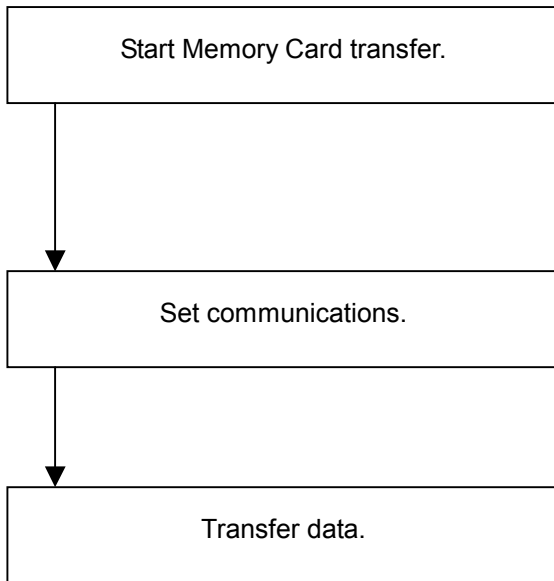 Start Memory Card transfer.
Set communications.
Transfer data.